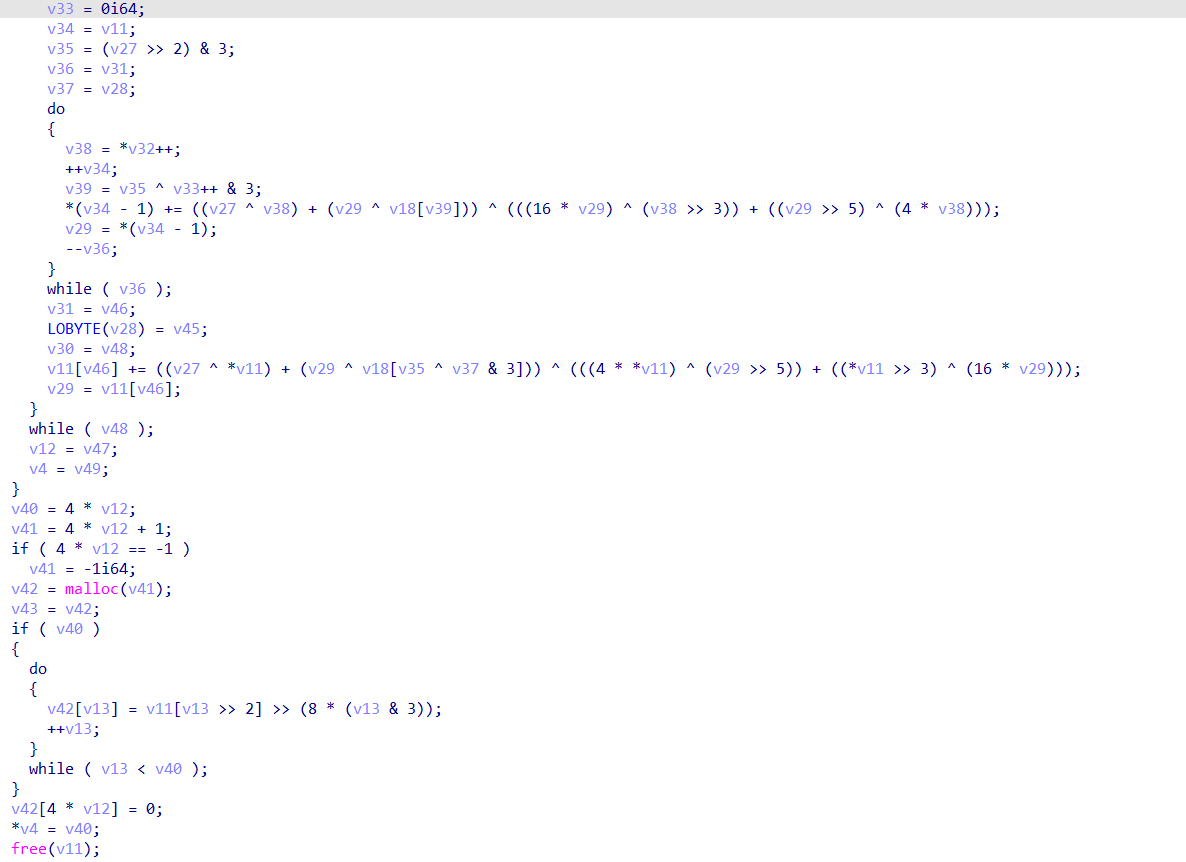 v33 = 0i64;
v34 = v11;
v35 = (v27 >> 2) & 3;
v36 = v31;
v37 = v28;
do
{
v38 = *v32++;
++v34;
v39 = v35 ^ v33++ & 3;
*(v34 - 1) += ((v27 ^ v38) + (v29 ^ v18[v39])) ^ (((16 * v29) ^ (v38 >> 3)) + ((v29 >> 5) ^ (4 * v38)));
v29 = *(v34 - 1);
--v36;
}
while ( v36 );
v31 = v46;
LOBYTE(v28) = v45;
v30 = v48;
v11[v46] += ((v27 ^ *v11) + (v29 ^ v18[v35 ^ v37 & 3])) ^ (((4 * *v11) ^ (v29 >> 5)) + ((*v11 >> 3) ^ (16 * v29)));
v29 = v11[v46];
}
while ( v48 );
v12 = v47;
v4 = v49;
}
v40 = 4 * v12;
v41 = 4 * v12 + 1;
if ( 4 * v12 == -1 )
v41 = -1i64;
v42 = malloc(v41);
v43 = v42;
if ( v40 )
{
do
{
v42[v13] = v11[v13 >> 2] >> (8 * (v13 & 3));
++v13;
}
while ( v13 < v40 );
}
v42[4 * v12] = 0;
*v4 = v40;
free(v11);